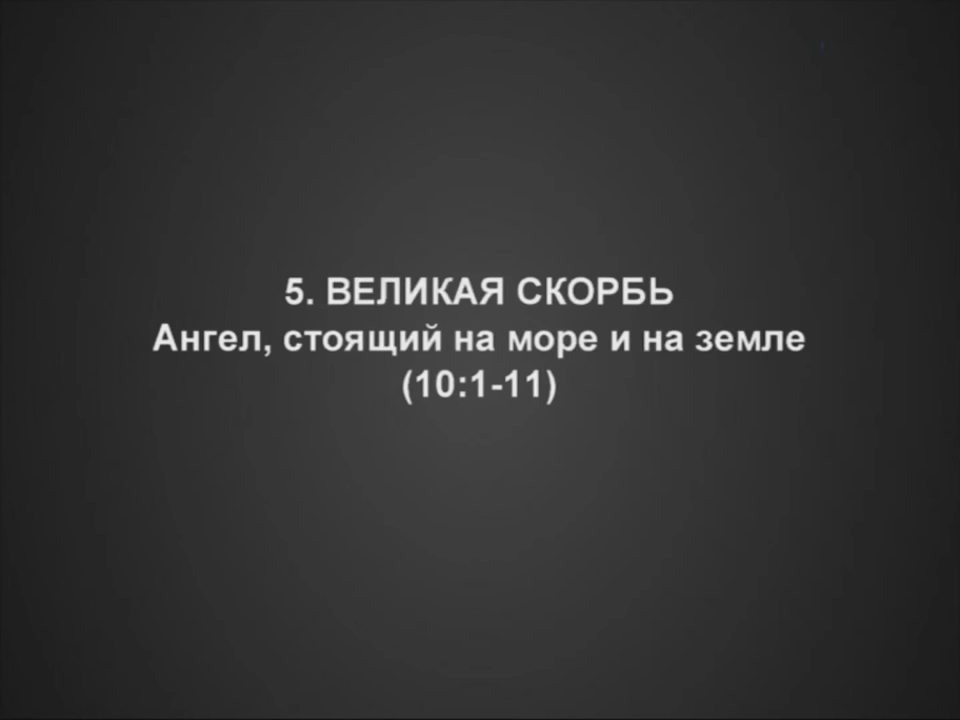 5. ВЕЛИКАЯ СКОРБЬ
Ангел, стоящий на море и на земле
(10:1-11)